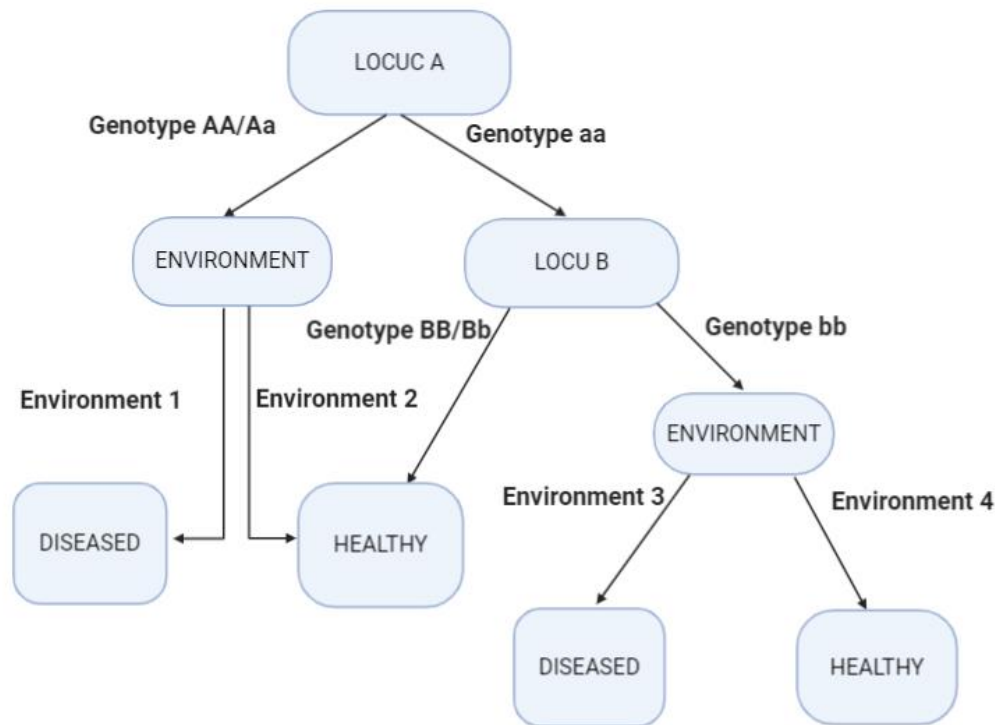 LOCUC A
Genotype AA/Aa
Genotype aa
ENVIRONMENT
LOCU B
Genotype BB/Bb
Genotype bb
Environment 1
Environment 2
ENVIRONMENT
Environment 3
Environment 4
DISEASED
HEALTHY
DISEASED
HEALTHY